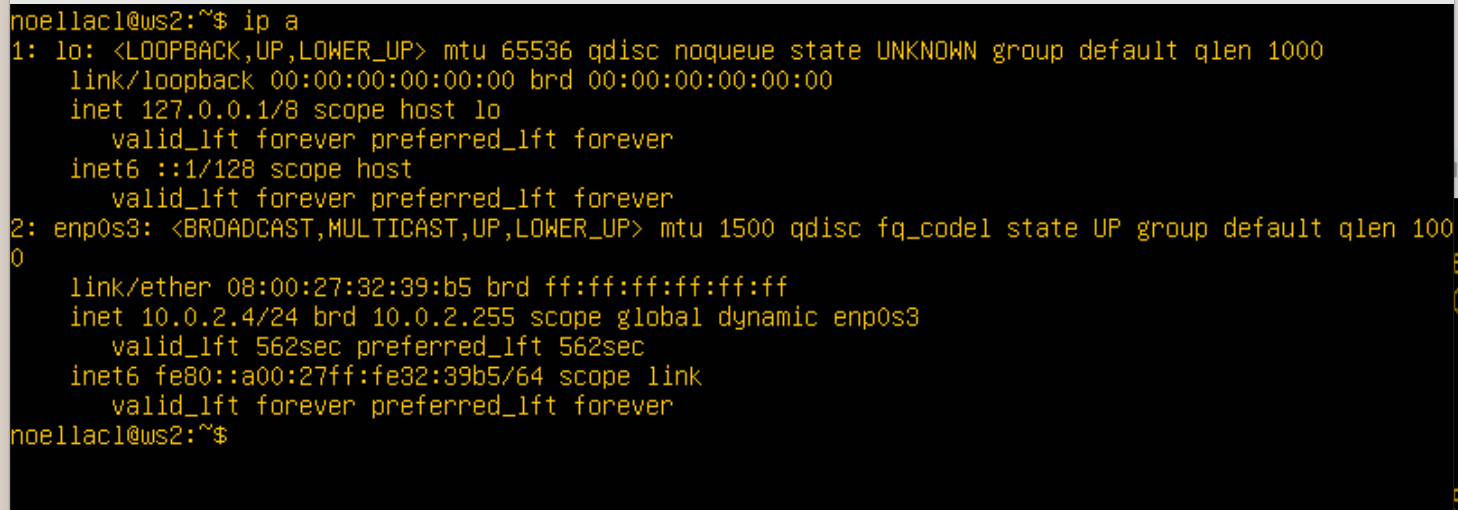 noellacl@ws2:~$ ip a
1: lo: <LOOPBACK,UP,LOWER_UP> mtu 65536 qdisc noqueue state UNKNOWN group default qlen 1000
    link/loopback 00:00:00:00:00:00 brd 00:00:00:00:00:00
    inet 127.0.0.1/8 scope host lo
       valid_lft forever preferred_lft forever
    inet6 ::1/128 scope host
       valid_lft forever preferred_lft forever
2: enp0s3: <BROADCAST,MULTICAST,UP,LOWER_UP> mtu 1500 qdisc fq_codel state UP group default qlen 100
0
    link/ether 08:00:27:32:39:b5 brd ff:ff:ff:ff:ff:ff
    inet 10.0.2.4/24 brd 10.0.2.255 scope global dynamic enp0s3
       valid_lft 562sec preferred_lft 562sec
    inet6 fe80::a00:27ff:fe32:39b5/64 scope link
       valid_lft forever preferred_lft forever
noellacl@ws2:~$